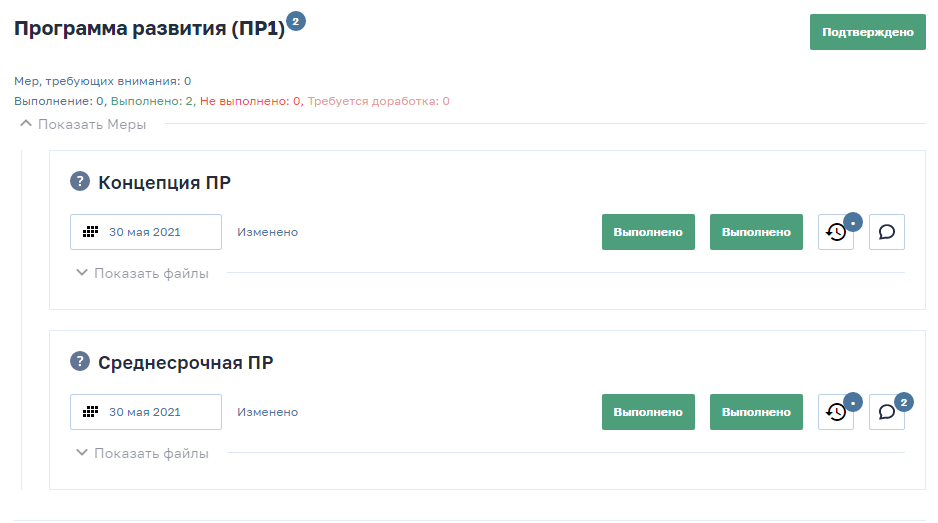 Программа развития (ПР1) 2
Подтверждено
Мер, требующих внимания: 0
Выполнение: 0, Выполнено: 2, Не выполнено: 0, Требуется доработка: 0
Показать Меры
? Концепция ПР
30 мая 2021 Изменено Выполнено Выполнено
Показать файлы
? Среднесрочная ПР
30 мая 2021 Изменено Выполнено Выполнено 2
Показать файлы